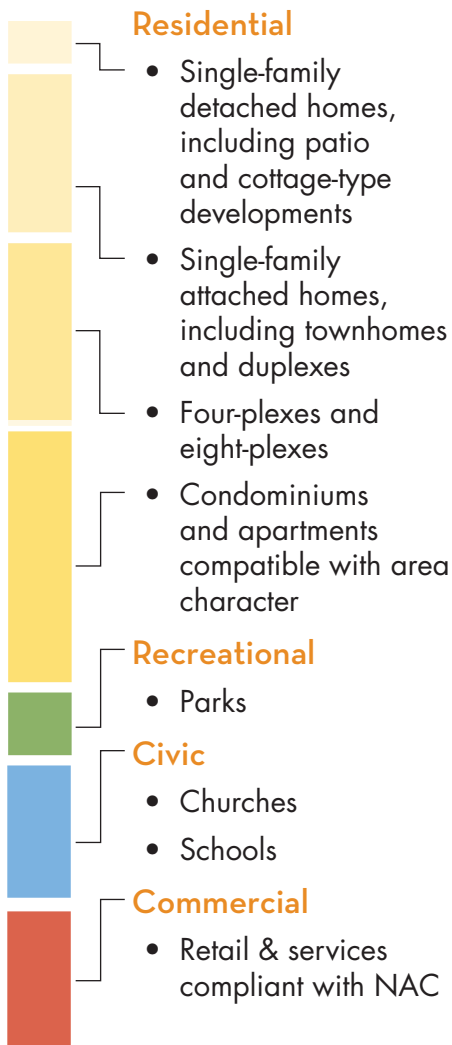 Residential
• Single-family
detached homes,
including patio
and cottage-type
developments
• Single-family
attached homes,
including townhomes
and duplexes
• Four-plexes and
eight-plexes
• Condominiums
and apartments
compatible with area
character
Recreational
• Parks
Civic
• Churches
• Schools
Commercial
• Retail & services
compliant with NAC